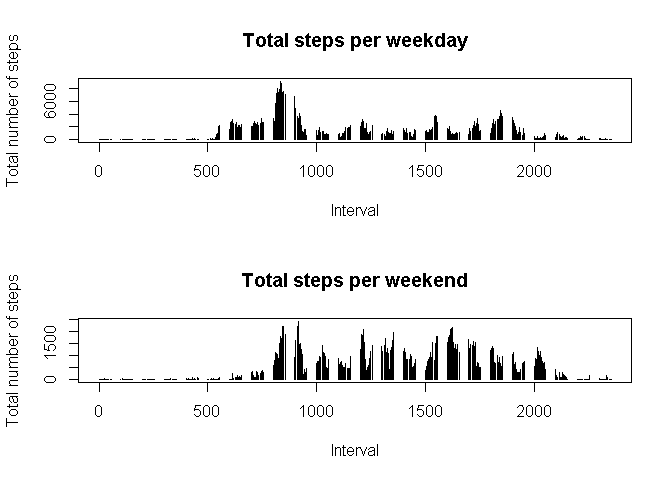 Total steps per weekday
Total number of steps
6000
0
0 500 1000 1500 2000
Interval
Total steps per weekend
Total number of steps
1500
0
0 500 1000 1500 2000
Interval